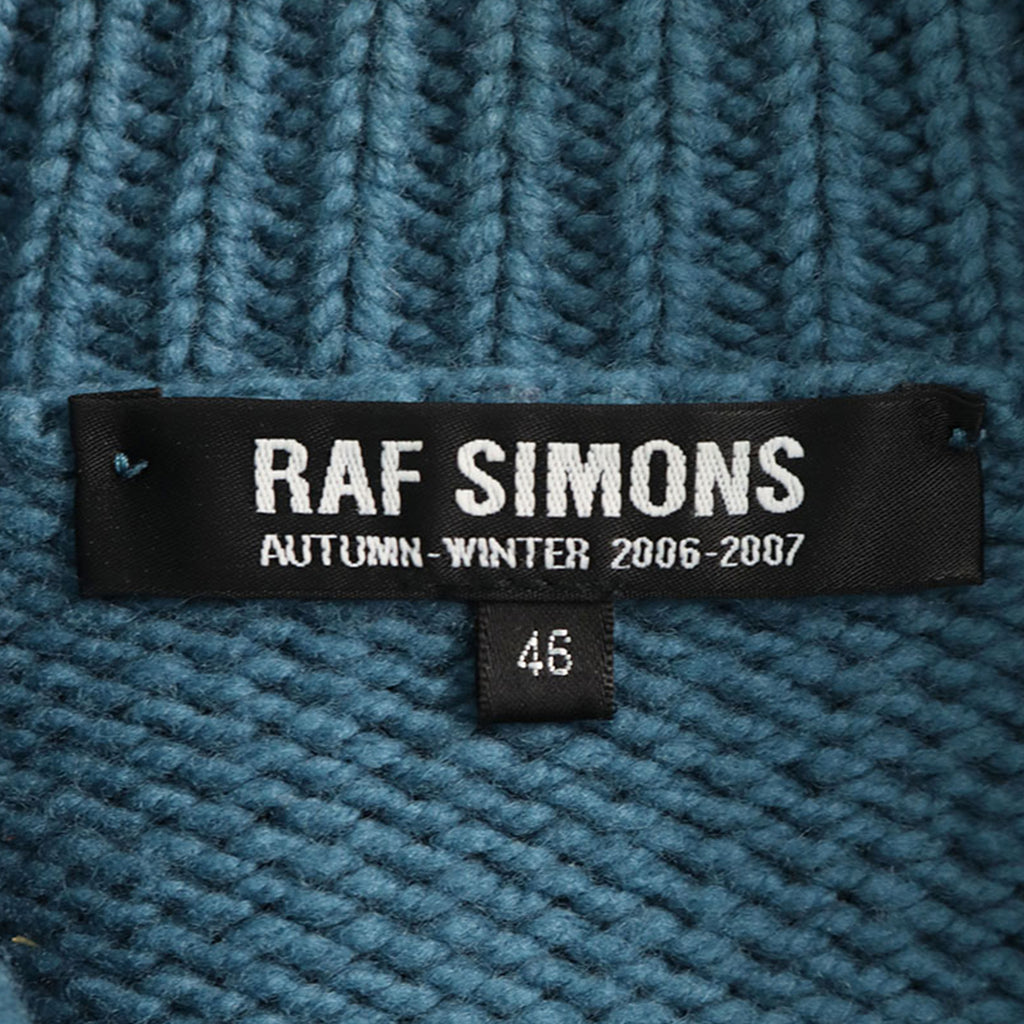 RAF SIMONS
AUTUMN-WINTER 2006-2007
46